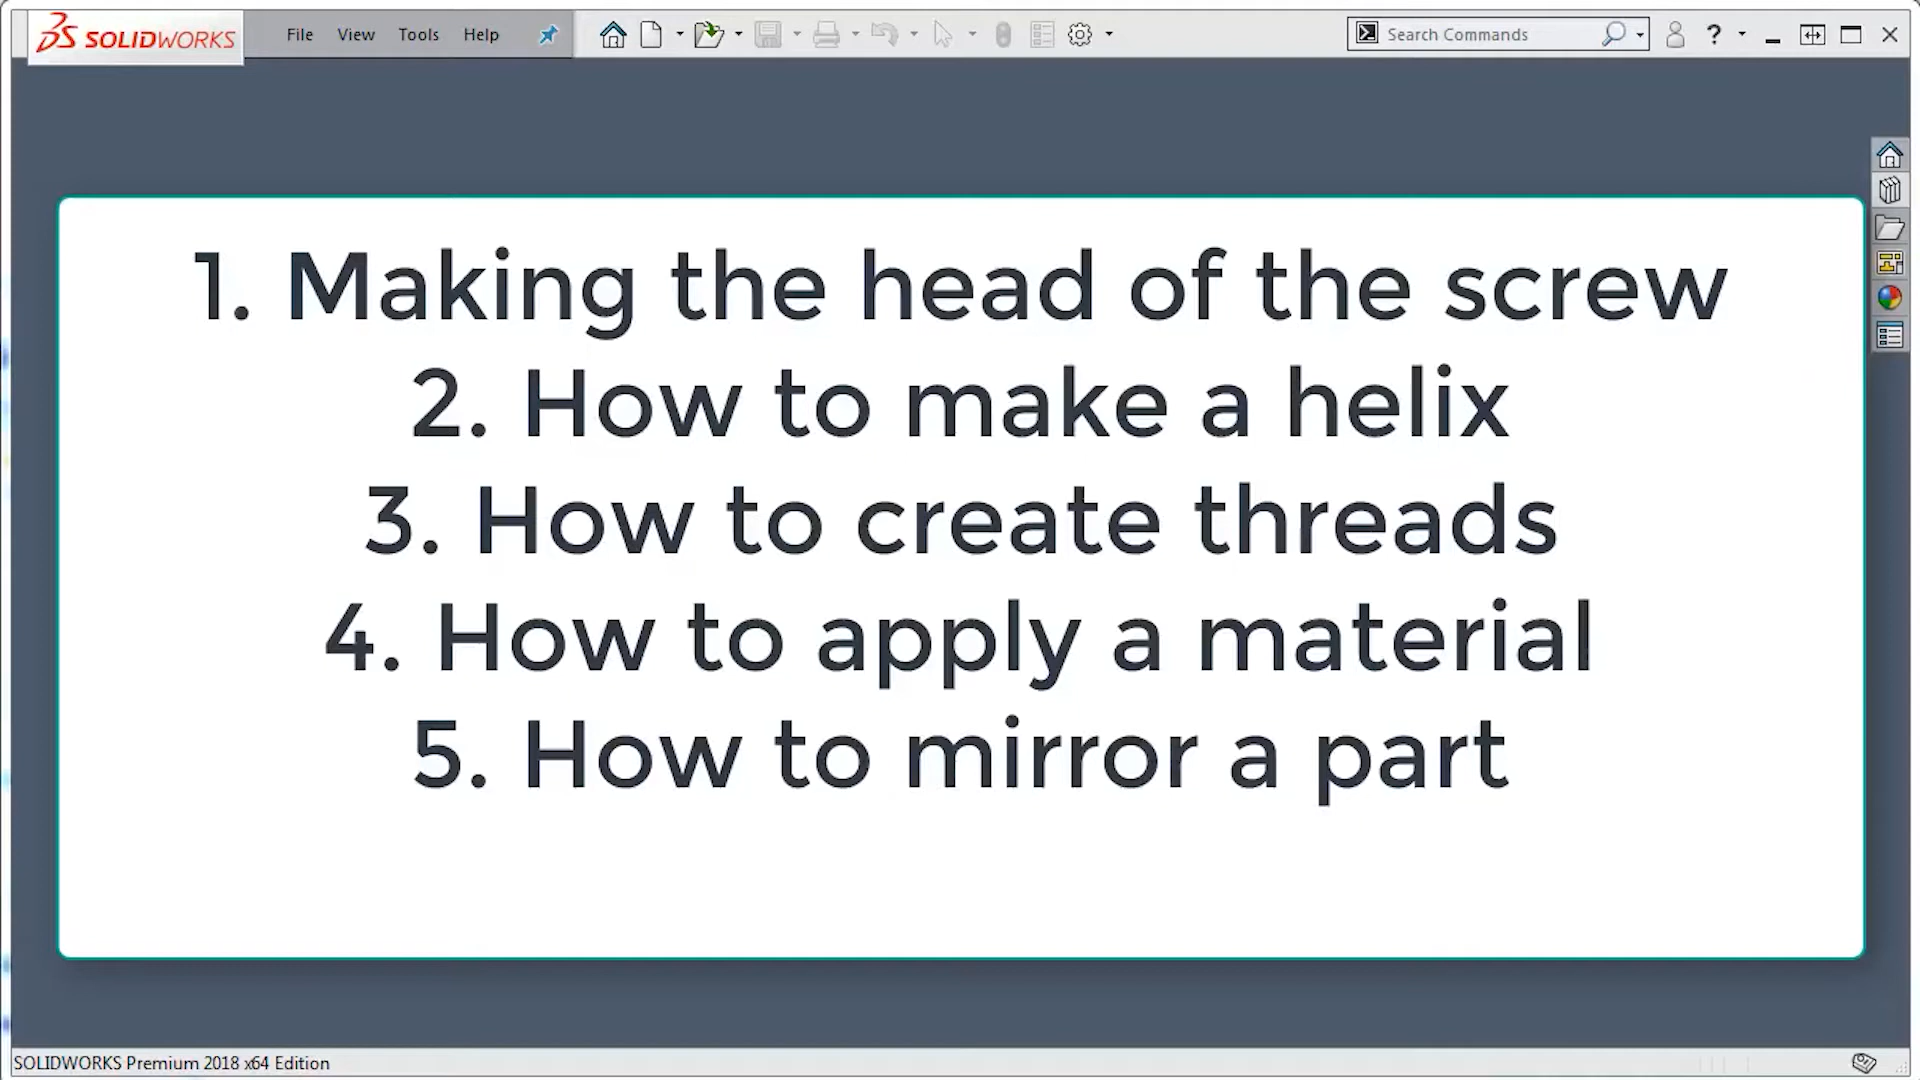 SOLIDWORKS File View Tools Help Search Commands ?
1. Making the head of the screw
2. How to make a helix
3. How to create threads
4. How to apply a material
5. How to mirror a part
SOLIDWORKS Premium 2018 x64 Edition